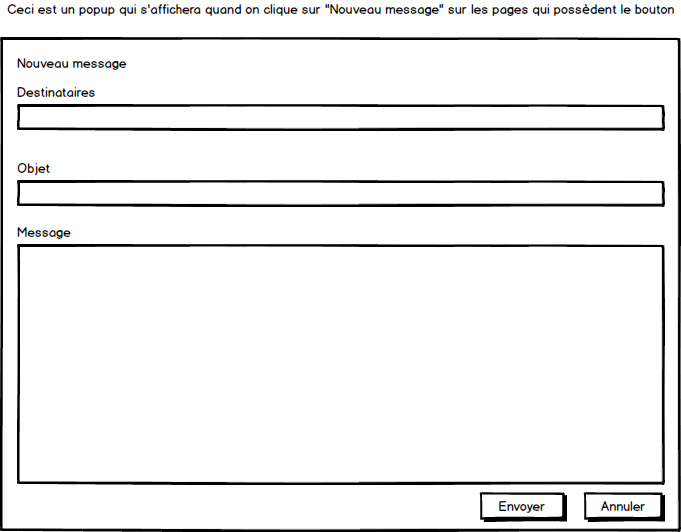 Ceci est un popup qui s'affichera quand on clique sur "Nouveau message" sur les pages qui possèdent le bouton
Nouveau message
Destinataires
Objet
Message
Envoyer
Annuler